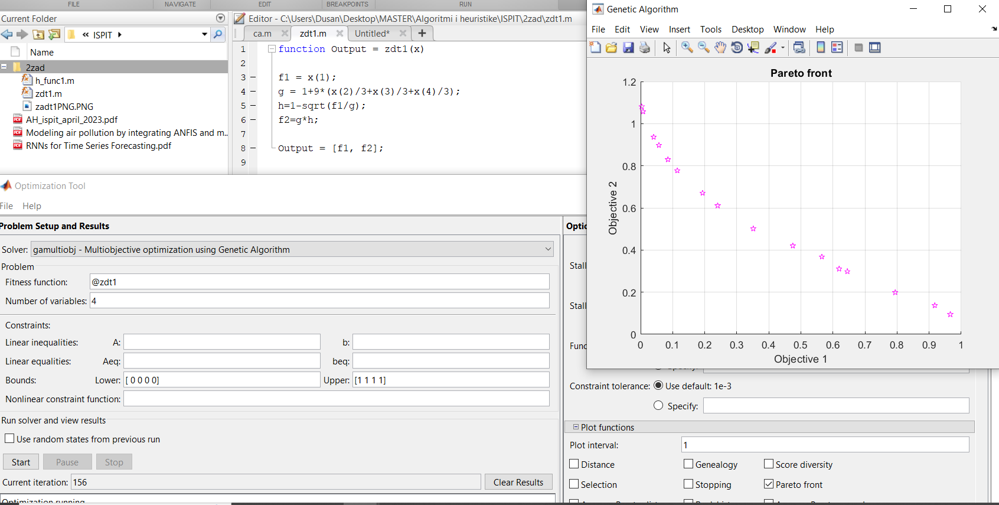 FILE NAVIGATE EDIT BREAKPOINTS RUN
Current Folder
« ISPIT
Name
2zad
h_func1.m
zdt1.m
zadt1PNG.PNG
AH_ispit_april_2023.pdf
Modeling air pollution by integrating ANFIS and m...
RNNs for Time Series Forecasting.pdf
Editor - C:\Users\Dusan\Desktop\MASTER\Algoritmi i heuristike\ISPIT\2zad\zdt1.m
ca.m zdt1.m Untitled* +
1 function Output = zdt1(x)
2
3 – f1 = x(1);
4 – g = 1+9*(x(2)/3+x(3)/3+x(4)/3);
5 – h=1-sqrt(f1/g);
6 – f2=g*h;
7
8 – Output = [f1, f2];
9
Genetic Algorithm
File Edit View Insert Tools Desktop Window Help
Pareto front
1.2
1
0.8
0.6
0.4
0.2
0
Objective 2
0 0.1 0.2 0.3 0.4 0.5 0.6 0.7 0.8 0.9 1
Objective 1
Optimization Tool
File Help
Problem Setup and Results
Solver: gamultiobj - Multiobjective optimization using Genetic Algorithm
Problem
Fitness function: @zdt1
Number of variables: 4
Constraints:
Linear inequalities: A: b:
Linear equalities: Aeq: beq:
Bounds: Lower: [ 0 0 0 0] Upper: [1 1 1 1]
Nonlinear constraint function:
Run solver and view results
Use random states from previous run
Start Pause Stop
Current iteration: 156 Clear Results
Optimization running
Optio
Stall
Stall
Func
Constraint tolerance: Use default: 1e-3
Specify:
Plot functions
Plot interval: 1
Distance Genealogy Score diversity
Selection Stopping Pareto front